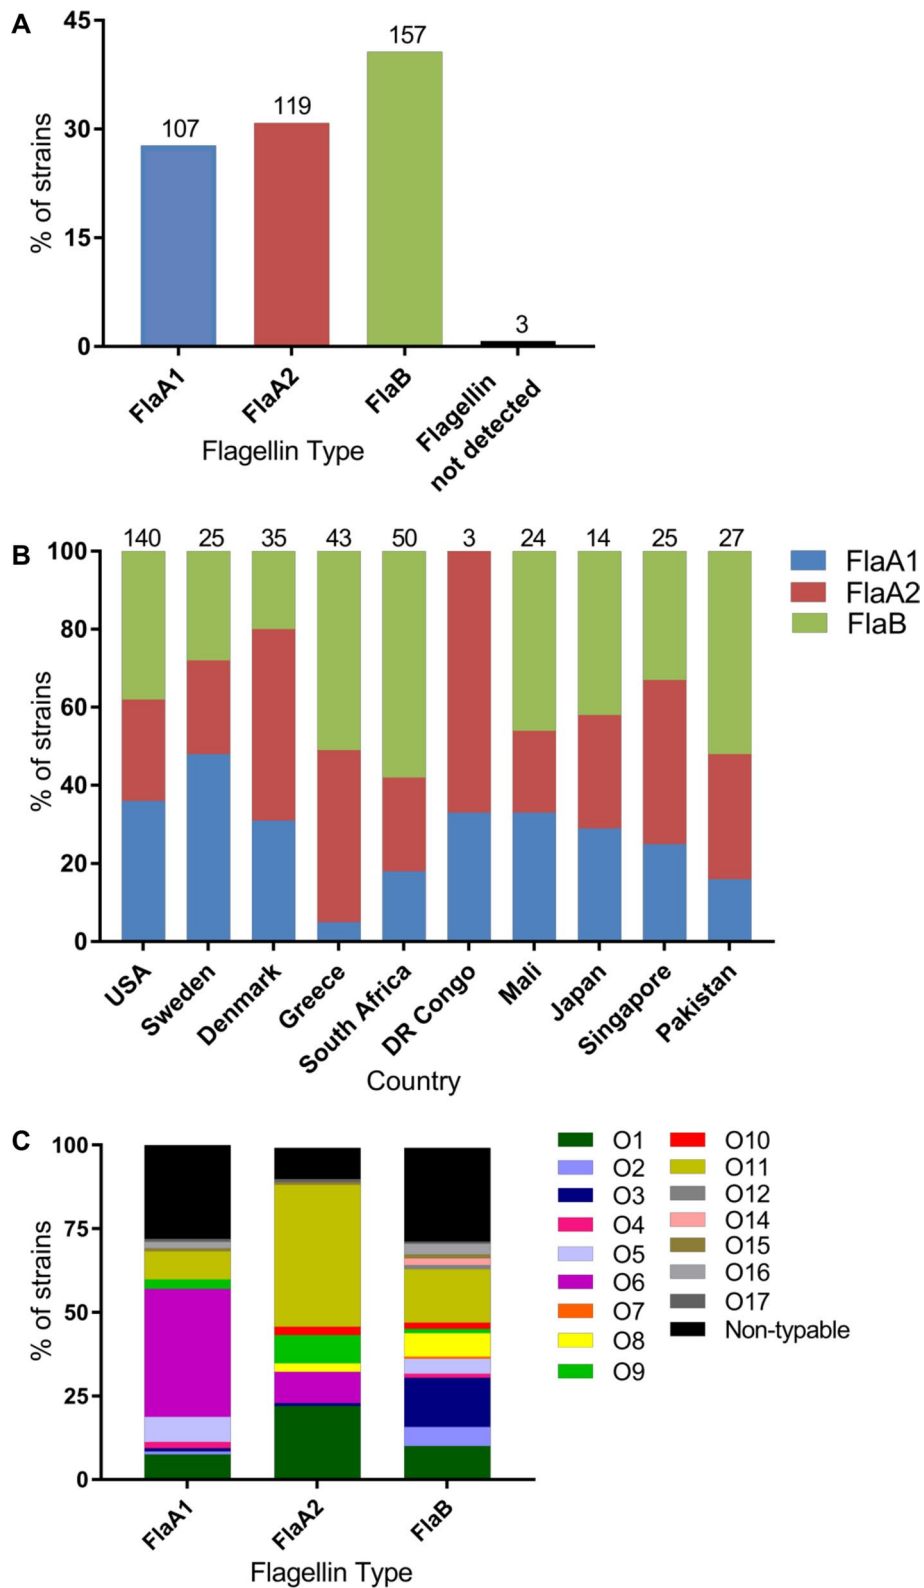 A
% of strains
45
30
15
0
107
119
157
3
FlaA1
FlaA2
FlaB
Flagellin
not detected
Flagellin Type
B
% of strains
100
80
60
40
20
0
140 25 35 43 50 3 24 14 25 27
USA
Sweden
Denmark
Greece
South Africa
DR Congo
Mali
Japan
Singapore
Pakistan
Country
FlaA1
FlaA2
FlaB
C
% of strains
100
75
50
25
0
FlaA1
FlaA2
FlaB
Flagellin Type
O1
O2
O3
O4
O5
O6
O7
O8
O9
O10
O11
O12
O14
O15
O16
O17
Non-typable